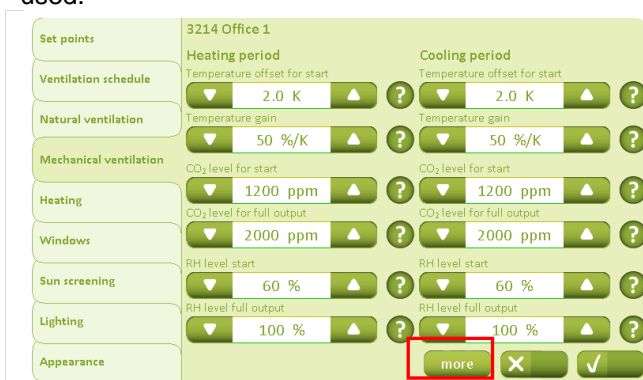 used.
3214 Office 1
Set points
Ventilation schedule
Natural ventilation
Mechanical ventilation
Heating
Windows
Sun screening
Lighting
Appearance
Heating period Cooling period
Temperature offset for start Temperature offset for start
2.0 K ? 2.0 K ?
Temperature gain Temperature gain
50 %/K ? 50 %/K ?
CO₂ level for start CO₂ level for start
1200 ppm ? 1200 ppm ?
CO₂ level for full output CO₂ level for full output
2000 ppm ? 2000 ppm ?
RH level start RH level start
60 % ? 60 % ?
RH level full output RH level full output
100 % ? 100 % ?
more